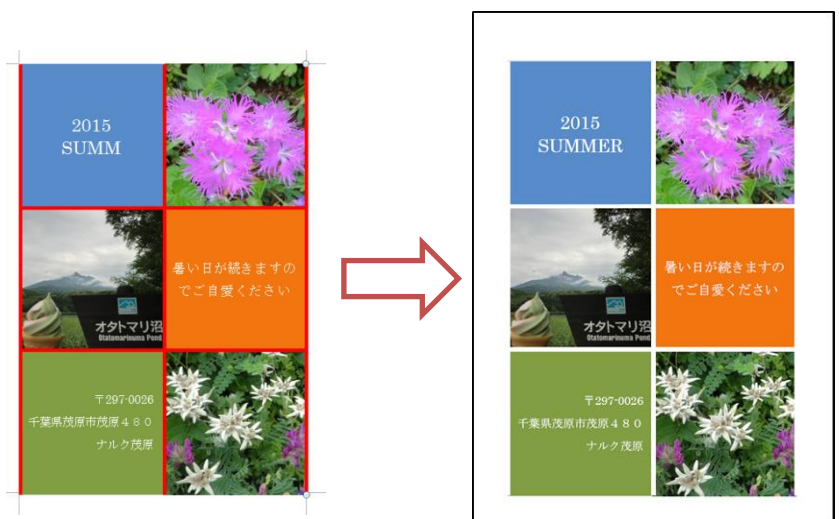 2015
SUMM
オタトマリ沼
Otatomarinuma Pond
暑い日が続きますの
でご自愛ください
〒297-0026
千葉県茂原市茂原４８０
ナルク茂原
2015
SUMMER
オタトマリ沼
Otatomarinuma Pond
暑い日が続きますの
でご自愛ください
〒297-0026
千葉県茂原市茂原４８０
ナルク茂原